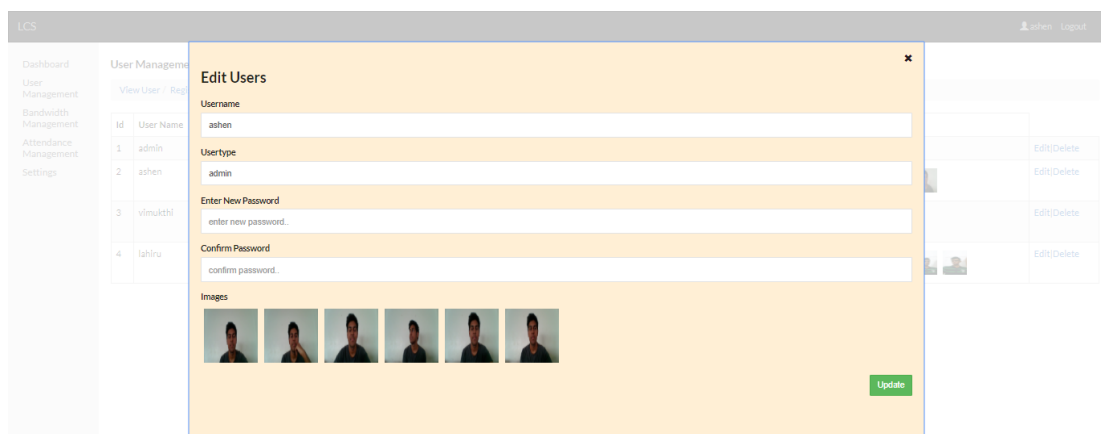 LCS
ashen Logout
Dashboard
User
Management
Bandwidth
Management
Attendance
Management
Settings
User Manageme
View User / Regi
Id User Name
1 admin Edit|Delete
2 ashen Edit|Delete
3 vimukthi Edit|Delete
4 lahiru Edit|Delete
✖
Edit Users
Username
ashen
Usertype
admin
Enter New Password
enter new password..
Confirm Password
confirm password..
Images
Update